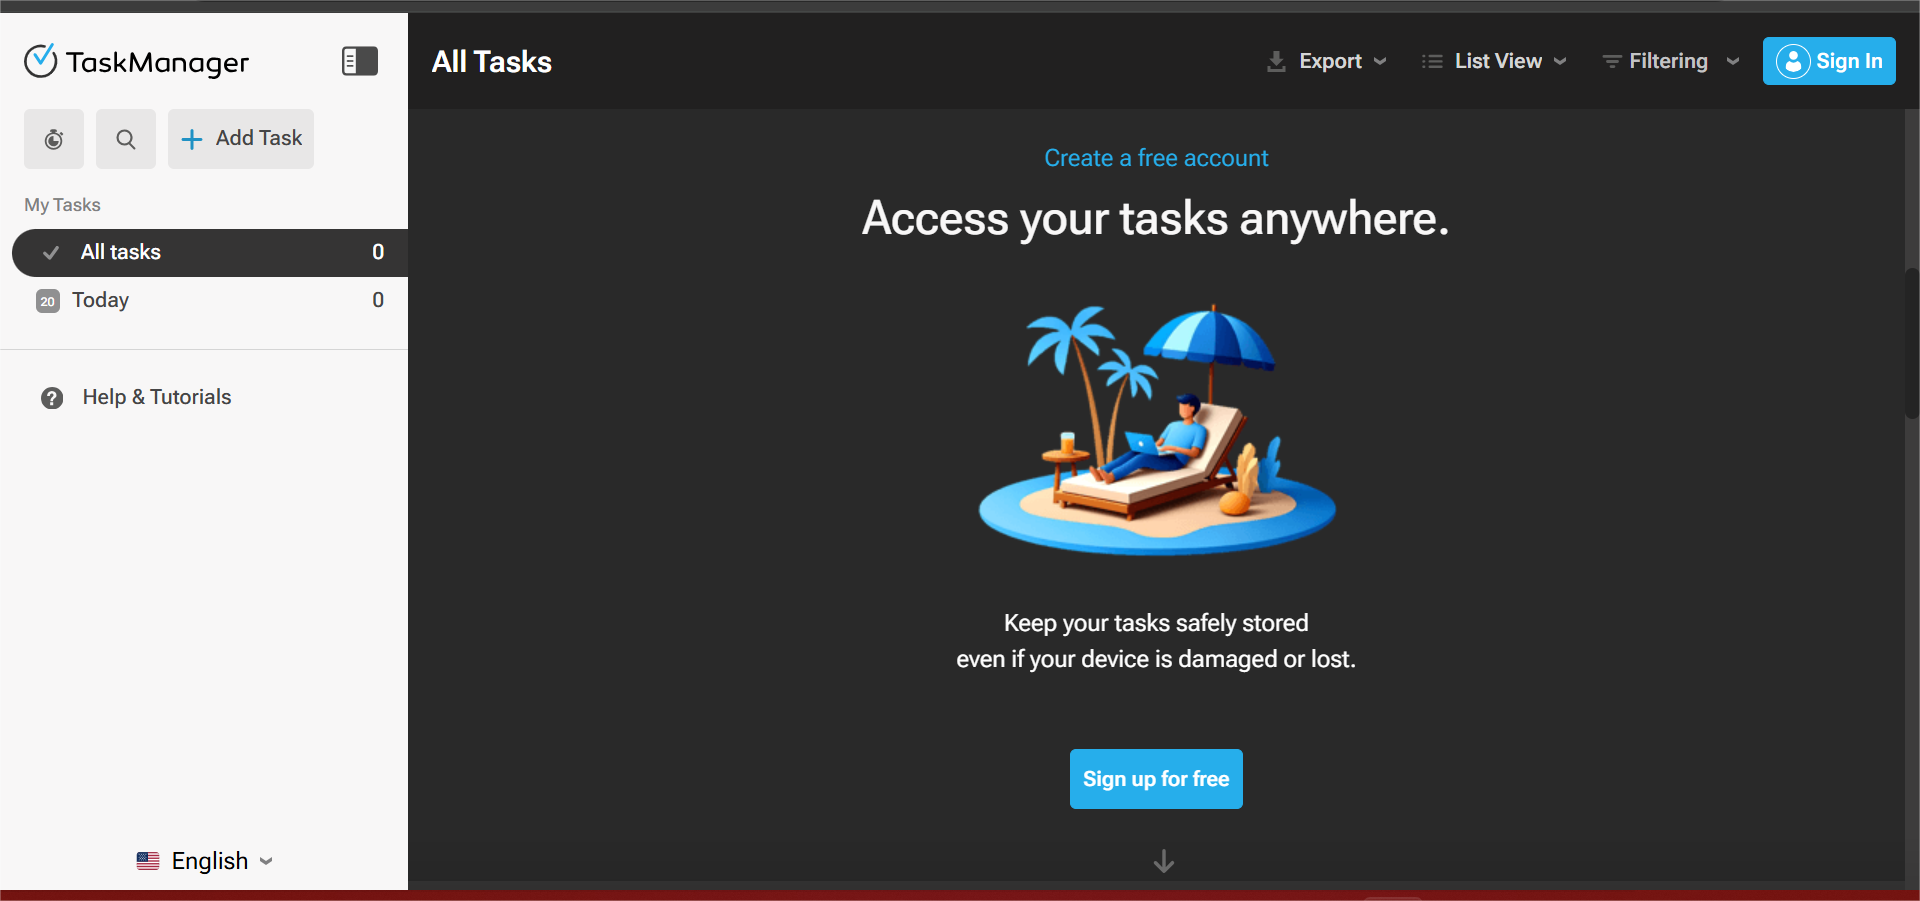 TaskManager
Add Task
My Tasks
All tasks 0
20 Today 0
? Help & Tutorials
English
All Tasks
Export
List View
Filtering
Sign In
Create a free account
Access your tasks anywhere.
Keep your tasks safely stored
even if your device is damaged or lost.
Sign up for free